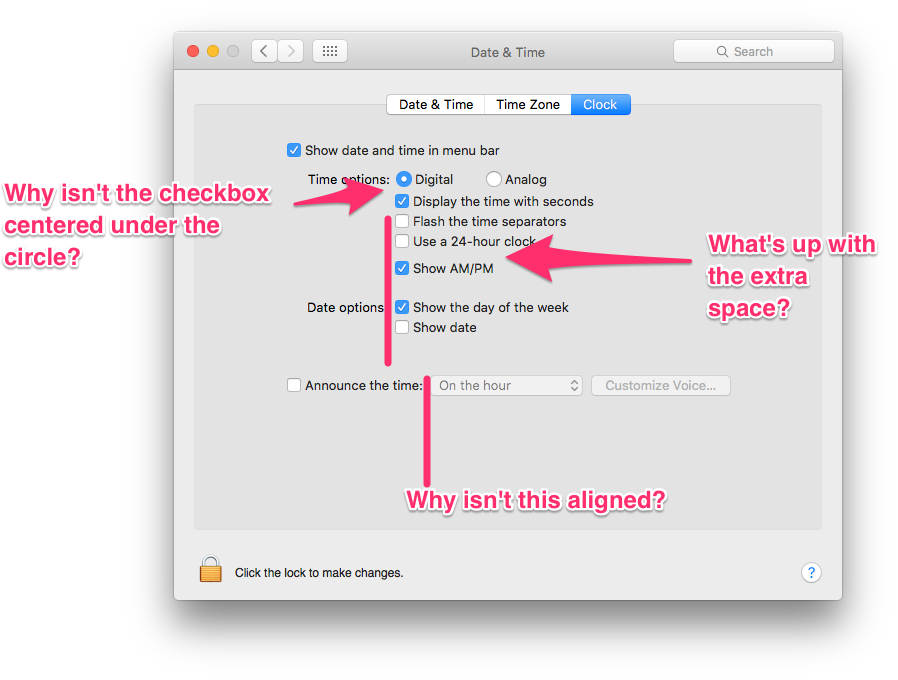 Date & Time
Search
Date & Time Time Zone Clock
Show date and time in menu bar
Time options: Digital Analog
Display the time with seconds
Flash the time separators
Use a 24-hour clock
Show AM/PM
Date options
Show the day of the week
Show date
Announce the time: On the hour Customize Voice...
Click the lock to make changes.
?
Why isn't the checkbox
centered under the
circle?
What's up with
the extra
space?
Why isn't this aligned?